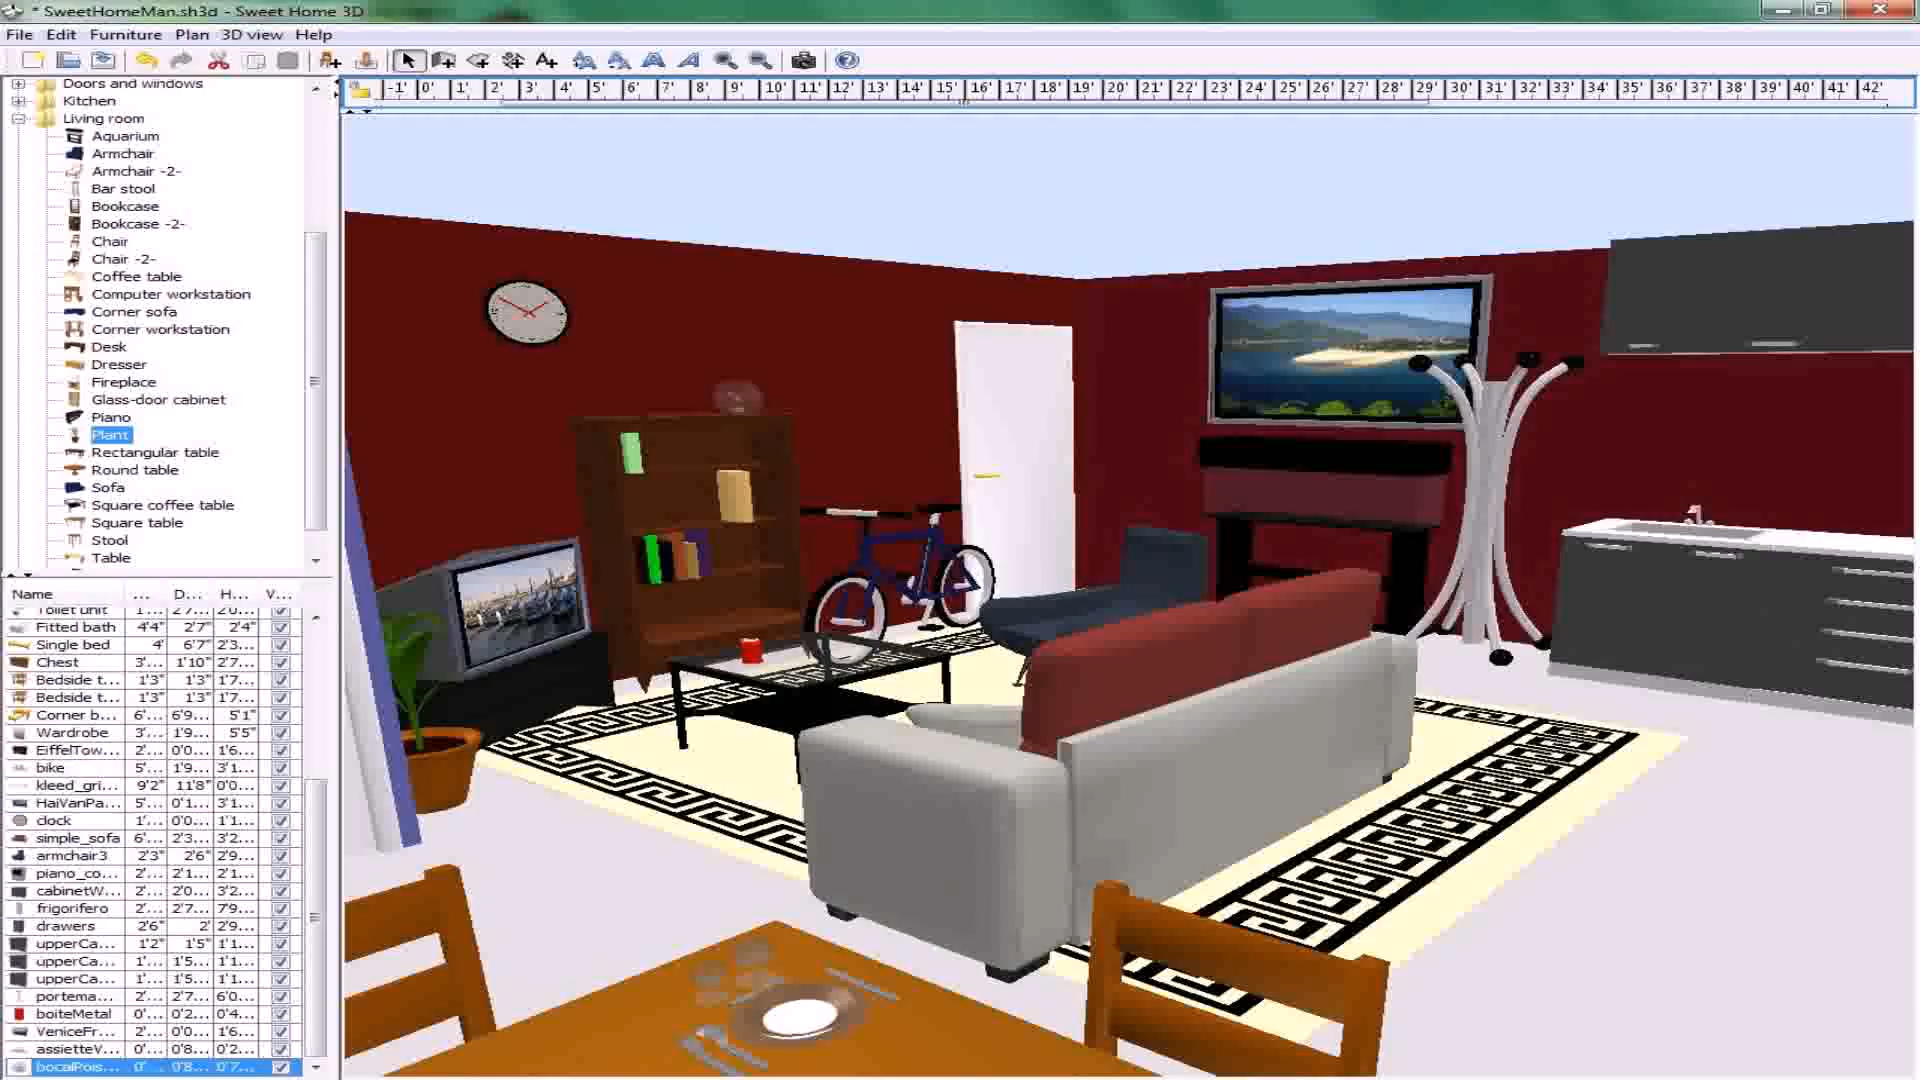 * SweetHomeMan.sh3d - Sweet Home 3D
File Edit Furniture Plan 3D view Help
Doors and windows
Kitchen
Living room
Aquarium
Armchair
Armchair -2-
Bar stool
Bookcase
Bookcase -2-
Chair
Chair -2-
Coffee table
Computer workstation
Corner sofa
Corner workstation
Desk
Dresser
Fireplace
Glass-door cabinet
Piano
Plant
Rectangular table
Round table
Sofa
Square coffee table
Square table
Stool
Table
-1' 0' 1' 2' 3' 4' 5' 6' 7' 8' 9' 10' 11' 12' 13' 14' 15' 16' 17' 18' 19' 20' 21' 22' 23' 24' 25' 26' 27' 28' 29' 30' 31' 32' 33' 34' 35' 36' 37' 38' 39' 40' 41' 42'
Name ... D... H... V...
Toilet unit 1'... 2'7... 2'0...
Fitted bath 4'4" 2'7" 2'4"
Single bed 4' 6'7" 2'3...
Chest 3'... 1'10" 2'7...
Bedside t... 1'3" 1'3" 1'7...
Bedside t... 1'3" 1'3" 1'7...
Corner b... 6'... 6'9... 5'1"
Wardrobe 3'... 1'9... 5'5"
EiffelTow... 2'... 0'0... 1'6...
bike 5'... 1'9... 3'1...
kleed_gri... 9'2" 11'8" 0'0...
HaiVanPa... 5'... 0'1... 3'1...
clock 1'... 0'0... 1'1...
simple_sofa 6'... 2'3... 3'2...
armchair3 2'3" 2'6" 2'9...
piano_co... 2'... 2'1... 2'1...
cabinetW... 2'... 2'0... 3'2...
frigorifero 2'... 2'7... 7'9...
drawers 2'6" 2' 2'9...
upperCa... 1'2" 1'5" 1'1...
upperCa... 1'... 1'5... 1'1...
upperCa... 1'... 1'5... 1'1...
portema... 2'... 2'7... 6'0...
boiteMetal 0'... 0'2... 0'4...
VeniceFr... 2'... 0'0... 1'6...
assietteV... 0'... 0'8... 0'2...
bocalPois... 0'... 0'8... 0'7...